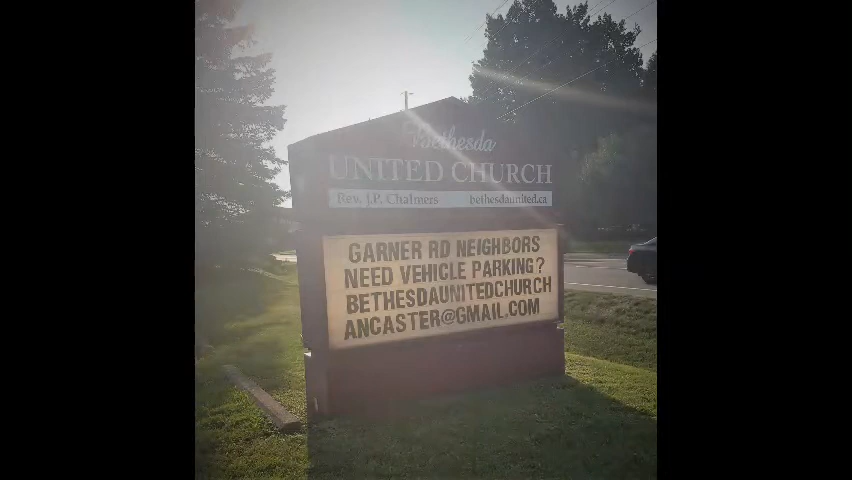 Bethesda
UNITED CHURCH
Rev. J.P. Chalmers bethesdaunited.ca
GARNER RD NEIGHBORS
NEED VEHICLE PARKING?
BETHESDAUNITEDCHURCH
ANCASTER@GMAIL.COM